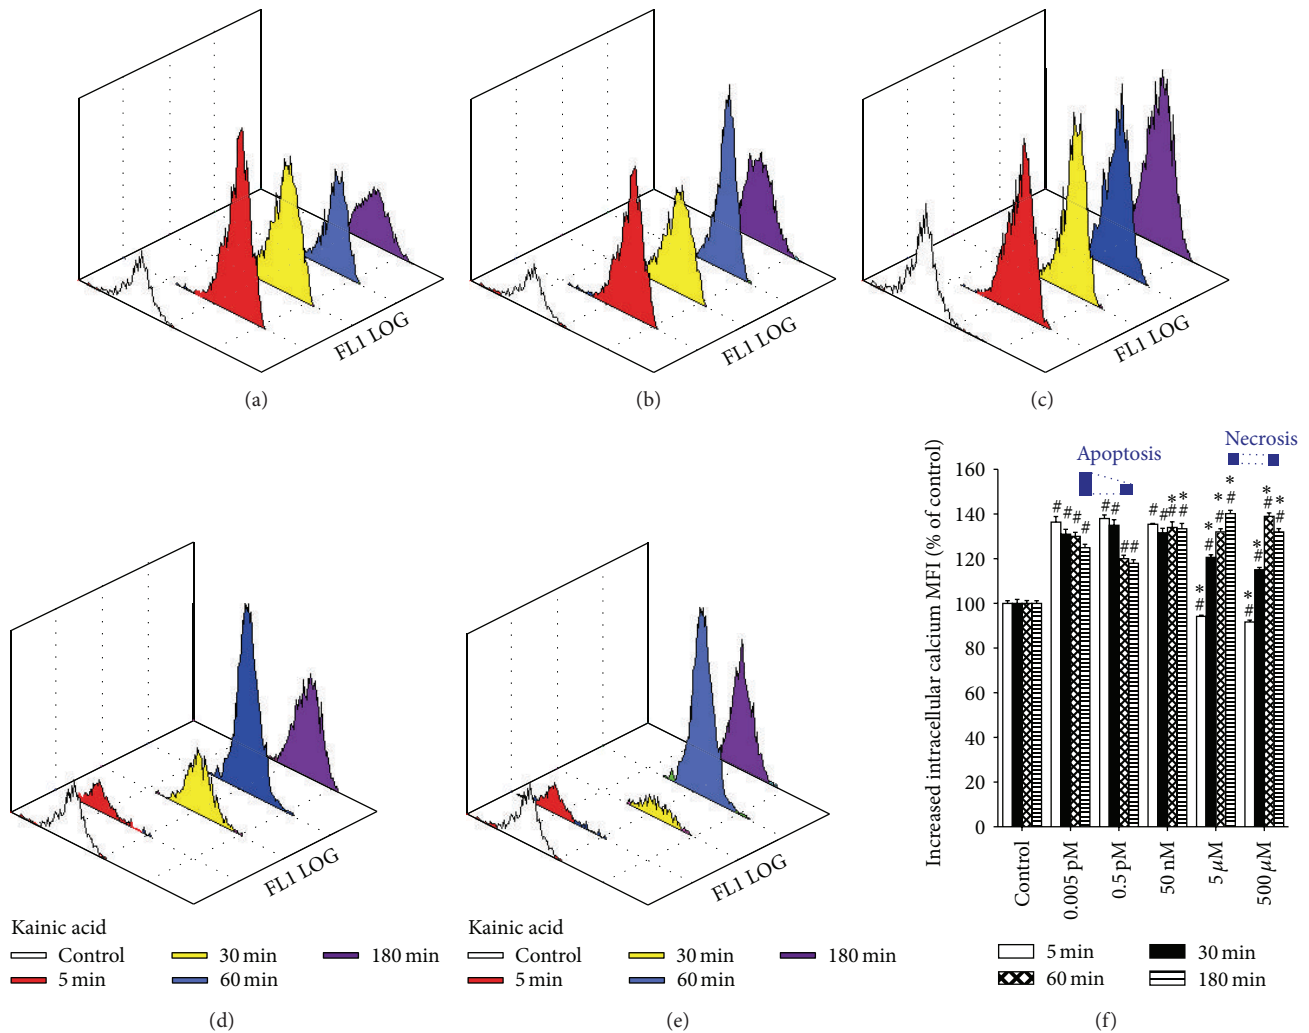 FL1 LOG
(a)
FL1 LOG
(b)
FL1 LOG
(c)
FL1 LOG
Kainic acid
Control
30 min
180 min
5 min
60 min
(d)
FL1 LOG
Kainic acid
Control
30 min
180 min
5 min
60 min
(e)
Increased intracellular calcium MFI (% of control)
160
140
120
100
80
60
40
20
0
Apoptosis
Necrosis
# # # #
# # ##
# # *# *#
*# *# *# *#
*# *# *# *#
Control
0.005 pM
0.5 pM
50 nM
5 µM
500 µM
5 min
30 min
60 min
180 min
(f)